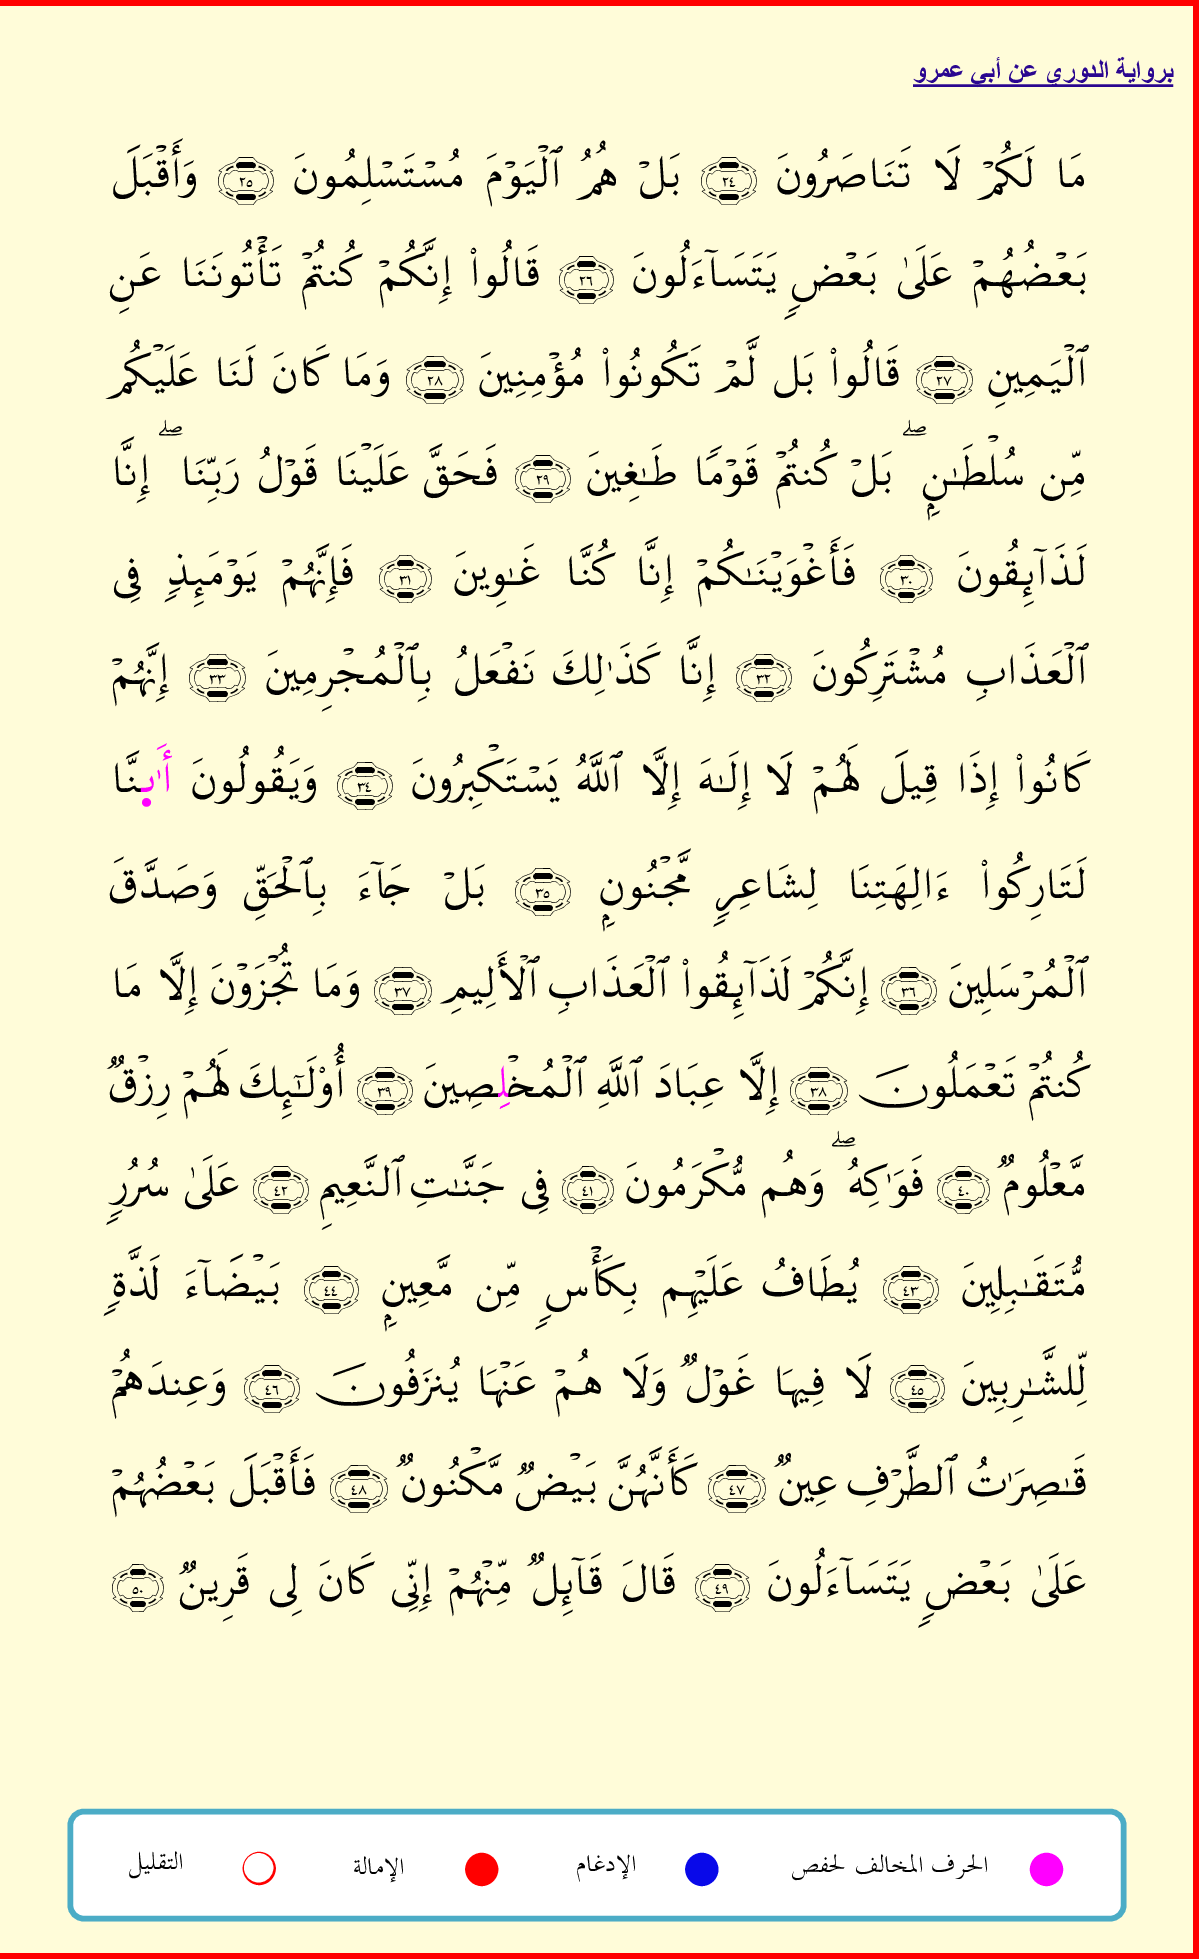 برواية الدوري عن أبي عمرو
مَا لَكُمۡ لَا تَنَاصَرُونَ ٢٤ بَلۡ هُمُ ٱلۡيَوۡمَ مُسۡتَسۡلِمُونَ ٢٥ وَأَقۡبَلَ
بَعۡضُهُمۡ عَلَىٰ بَعۡضٖ يَتَسَآءَلُونَ ٢٦ قَالُواْ إِنَّكُمۡ كُنتُمۡ تَأۡتُونَنَا عَنِ
ٱلۡيَمِينِ ٢٧ قَالُواْ بَل لَّمۡ تَكُونُواْ مُؤۡمِنِينَ ٢٨ وَمَا كَانَ لَنَا عَلَيۡكُم
مِّن سُلۡطَٰنِۭۖ بَلۡ كُنتُمۡ قَوۡمٗا طَٰغِينَ ٢٩ فَحَقَّ عَلَيۡنَا قَوۡلُ رَبِّنَاۖ إِنَّا
لَذَآئِقُونَ ٣٠ فَأَغۡوَيۡنَٰكُمۡ إِنَّا كُنَّا غَٰوِينَ ٣١ فَإِنَّهُمۡ يَوۡمَئِذٖ فِي
ٱلۡعَذَابِ مُشۡتَرِكُونَ ٣٢ إِنَّا كَذَٰلِكَ نَفۡعَلُ بِٱلۡمُجۡرِمِينَ ٣٣ إِنَّهُمۡ
كَانُواْ إِذَا قِيلَ لَهُمۡ لَا إِلَٰهَ إِلَّا ٱللَّهُ يَسۡتَكۡبِرُونَ ٣٤ وَيَقُولُونَ أَٰى۪نَّا
لَتَارِكُواْ ءَالِهَتِنَا لِشَاعِرٖ مَّجۡنُونِۭ ٣٥ بَلۡ جَآءَ بِٱلۡحَقِّ وَصَدَّقَ
ٱلۡمُرۡسَلِينَ ٣٦ إِنَّكُمۡ لَذَآئِقُواْ ٱلۡعَذَابِ ٱلۡأَلِيمِ ٣٧ وَمَا تُجۡزَوۡنَ إِلَّا مَا
كُنتُمۡ تَعۡمَلُونَ ٣٨ إِلَّا عِبَادَ ٱللَّهِ ٱلۡمُخۡلِصِينَ ٣٩ أُوْلَٰٓئِكَ لَهُمۡ رِزۡقٞ
مَّعۡلُومٞ ٤٠ فَوَٰكِهُۖ وَهُم مُّكۡرَمُونَ ٤١ فِي جَنَّٰتِ ٱلنَّعِيمِ ٤٢ عَلَىٰ سُرُرٖ
مُّتَقَٰبِلِينَ ٤٣ يُطَافُ عَلَيۡهِم بِكَأۡسٖ مِّن مَّعِينِۭ ٤٤ بَيۡضَآءَ لَذَّةٖ
لِّلشَّٰرِبِينَ ٤٥ لَا فِيهَا غَوۡلٞ وَلَا هُمۡ عَنۡهَا يُنزَفُونَ ٤٦ وَعِندَهُمۡ
قَٰصِرَٰتُ ٱلطَّرۡفِ عِينٞ ٤٧ كَأَنَّهُنَّ بَيۡضٞ مَّكۡنُونٞ ٤٨ فَأَقۡبَلَ بَعۡضُهُمۡ
عَلَىٰ بَعۡضٖ يَتَسَآءَلُونَ ٤٩ قَالَ قَآئِلٞ مِّنۡهُمۡ إِنِّي كَانَ لِي قَرِينٞ ٥٠
الحرف المخالف لحفص الإدغام الإمالة التقليل